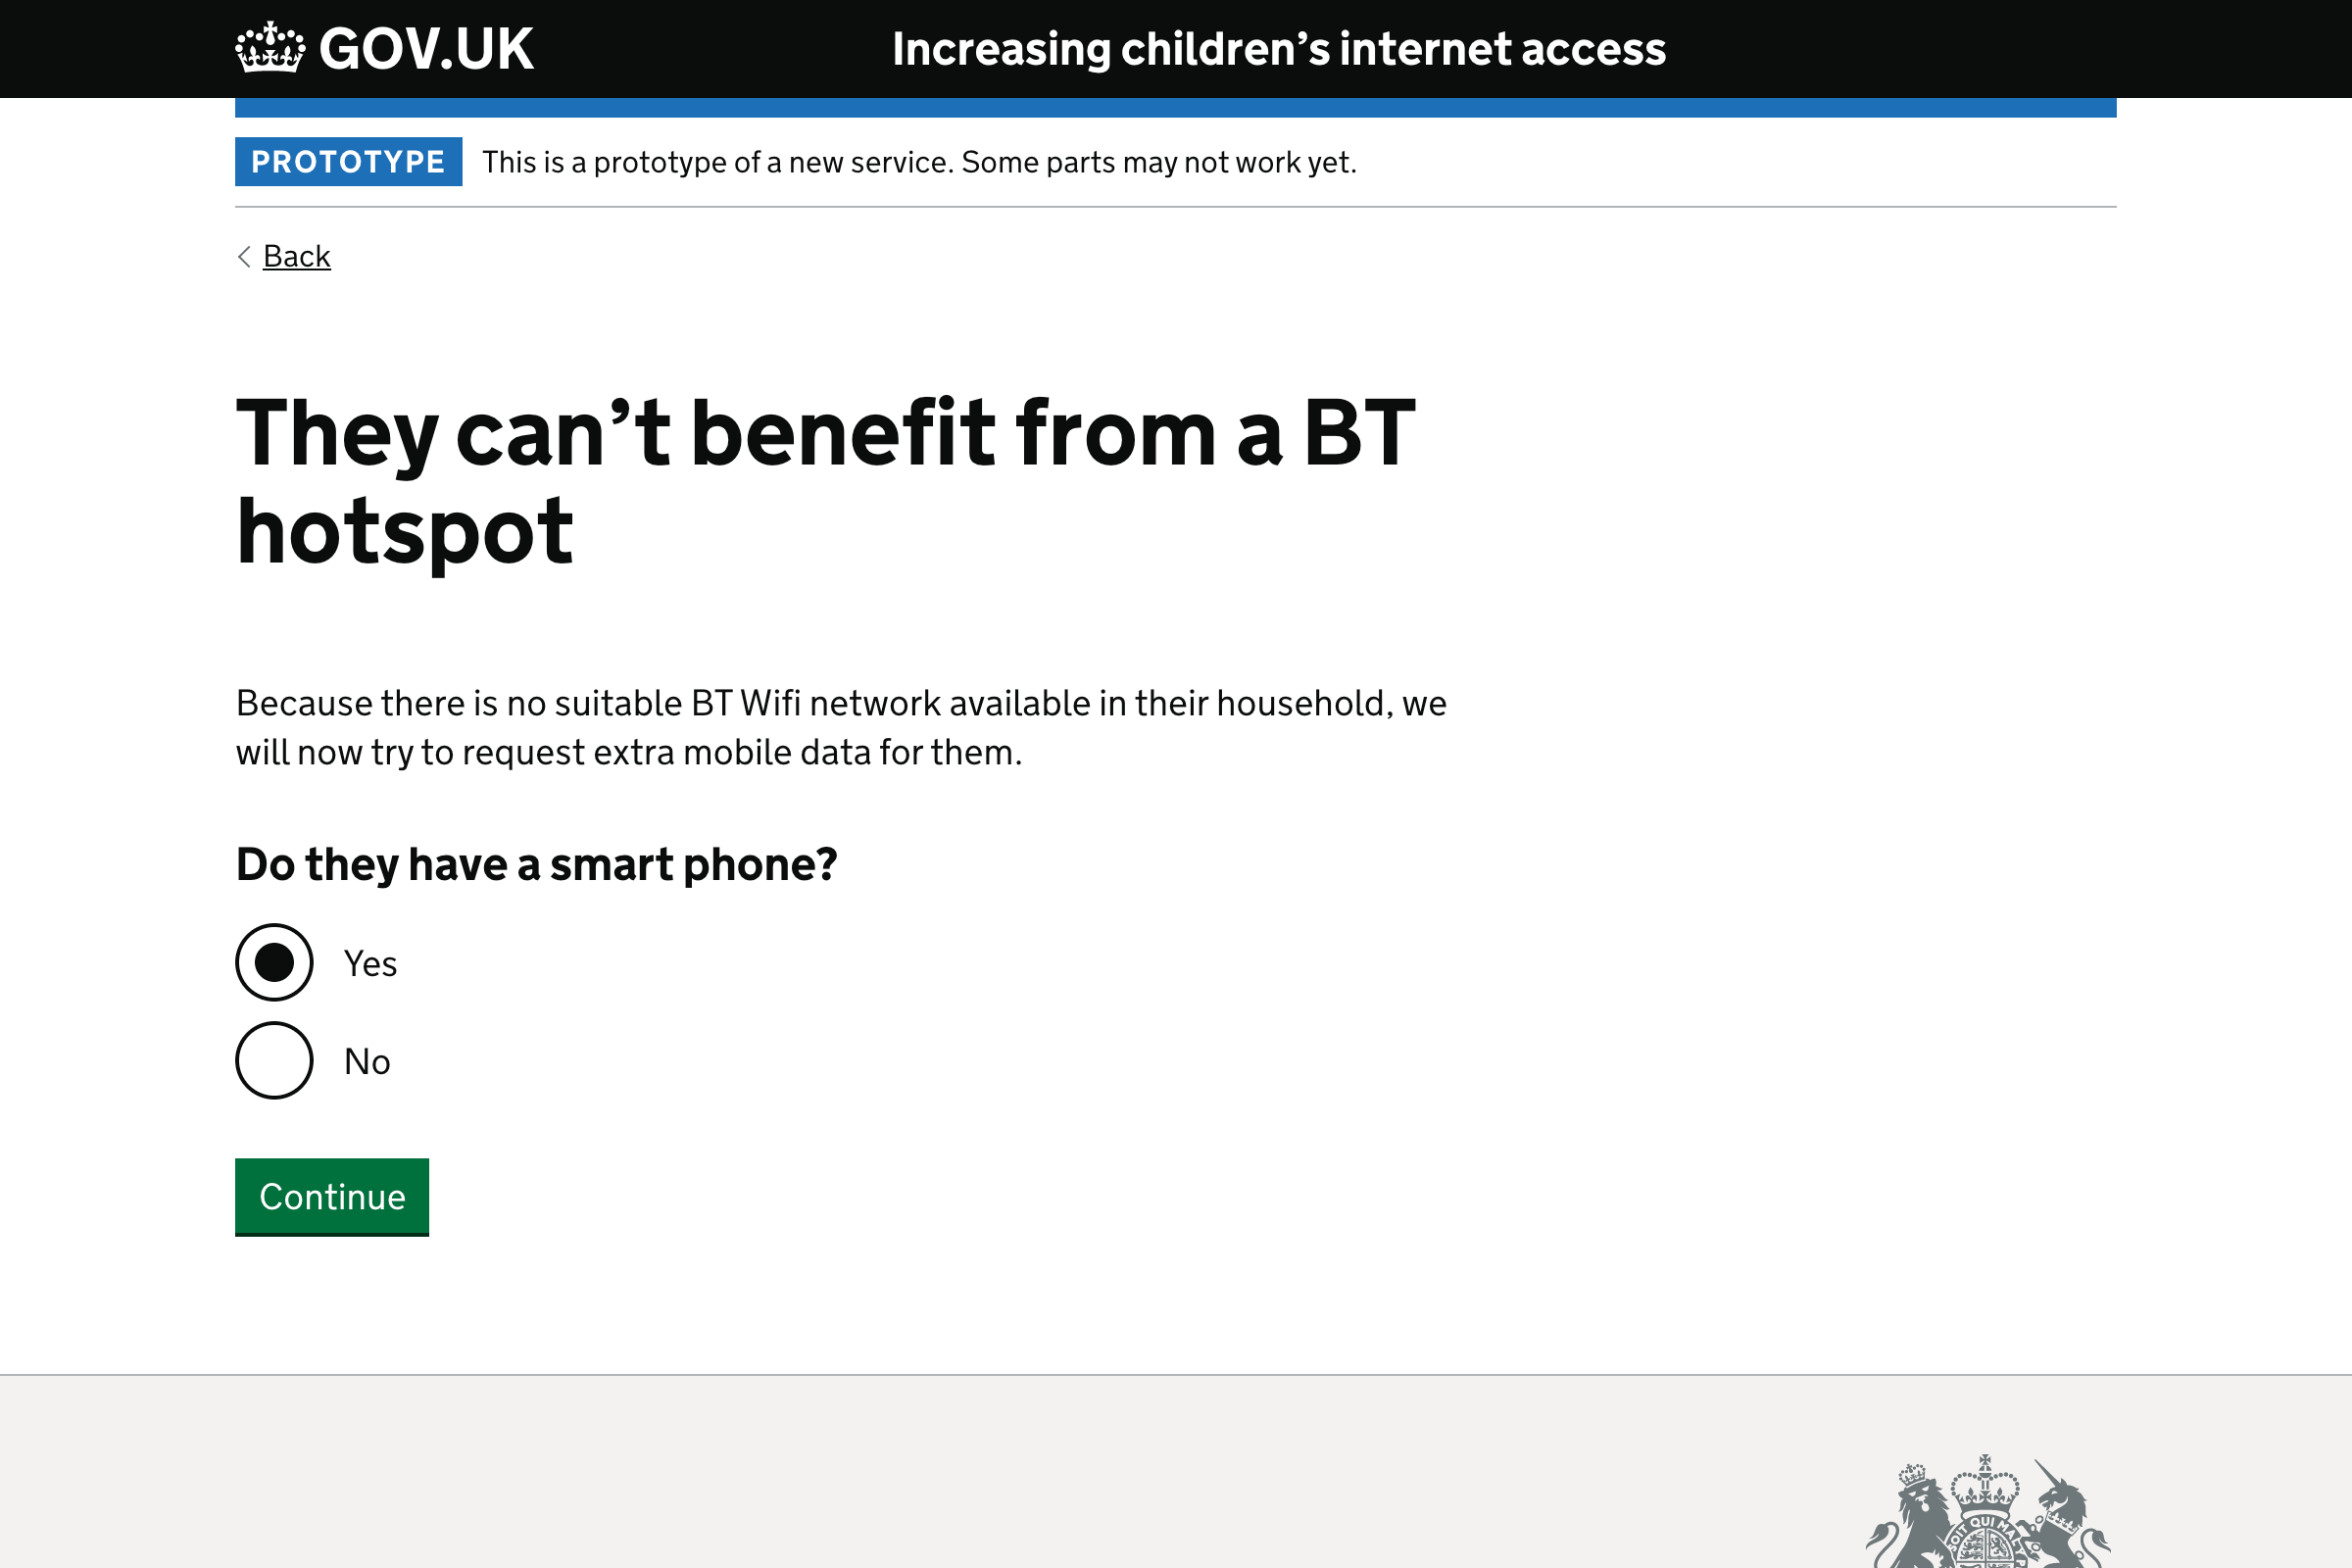 GOV.UK
Increasing children’s internet access
PROTOTYPE This is a prototype of a new service. Some parts may not work yet.
Back
They can’t benefit from a BT
hotspot
Because there is no suitable BT Wifi network available in their household, we
will now try to request extra mobile data for them.
Do they have a smart phone?
Yes
No
Continue
SOIT QUI MAL